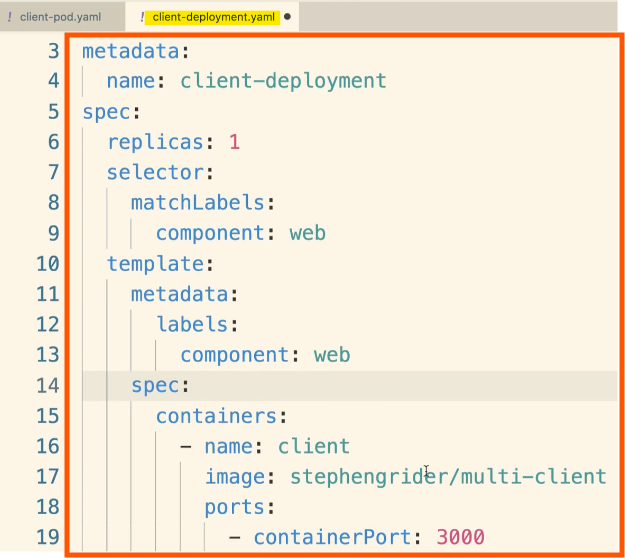 ! client-pod.yaml ! client-deployment.yaml ●
3 metadata:
4 name: client-deployment
5 spec:
6 replicas: 1
7 selector:
8 matchLabels:
9 component: web
10 template:
11 metadata:
12 labels:
13 component: web
14 spec:
15 containers:
16 - name: client
17 image: stephengrider/multi-client
18 ports:
19 - containerPort: 3000